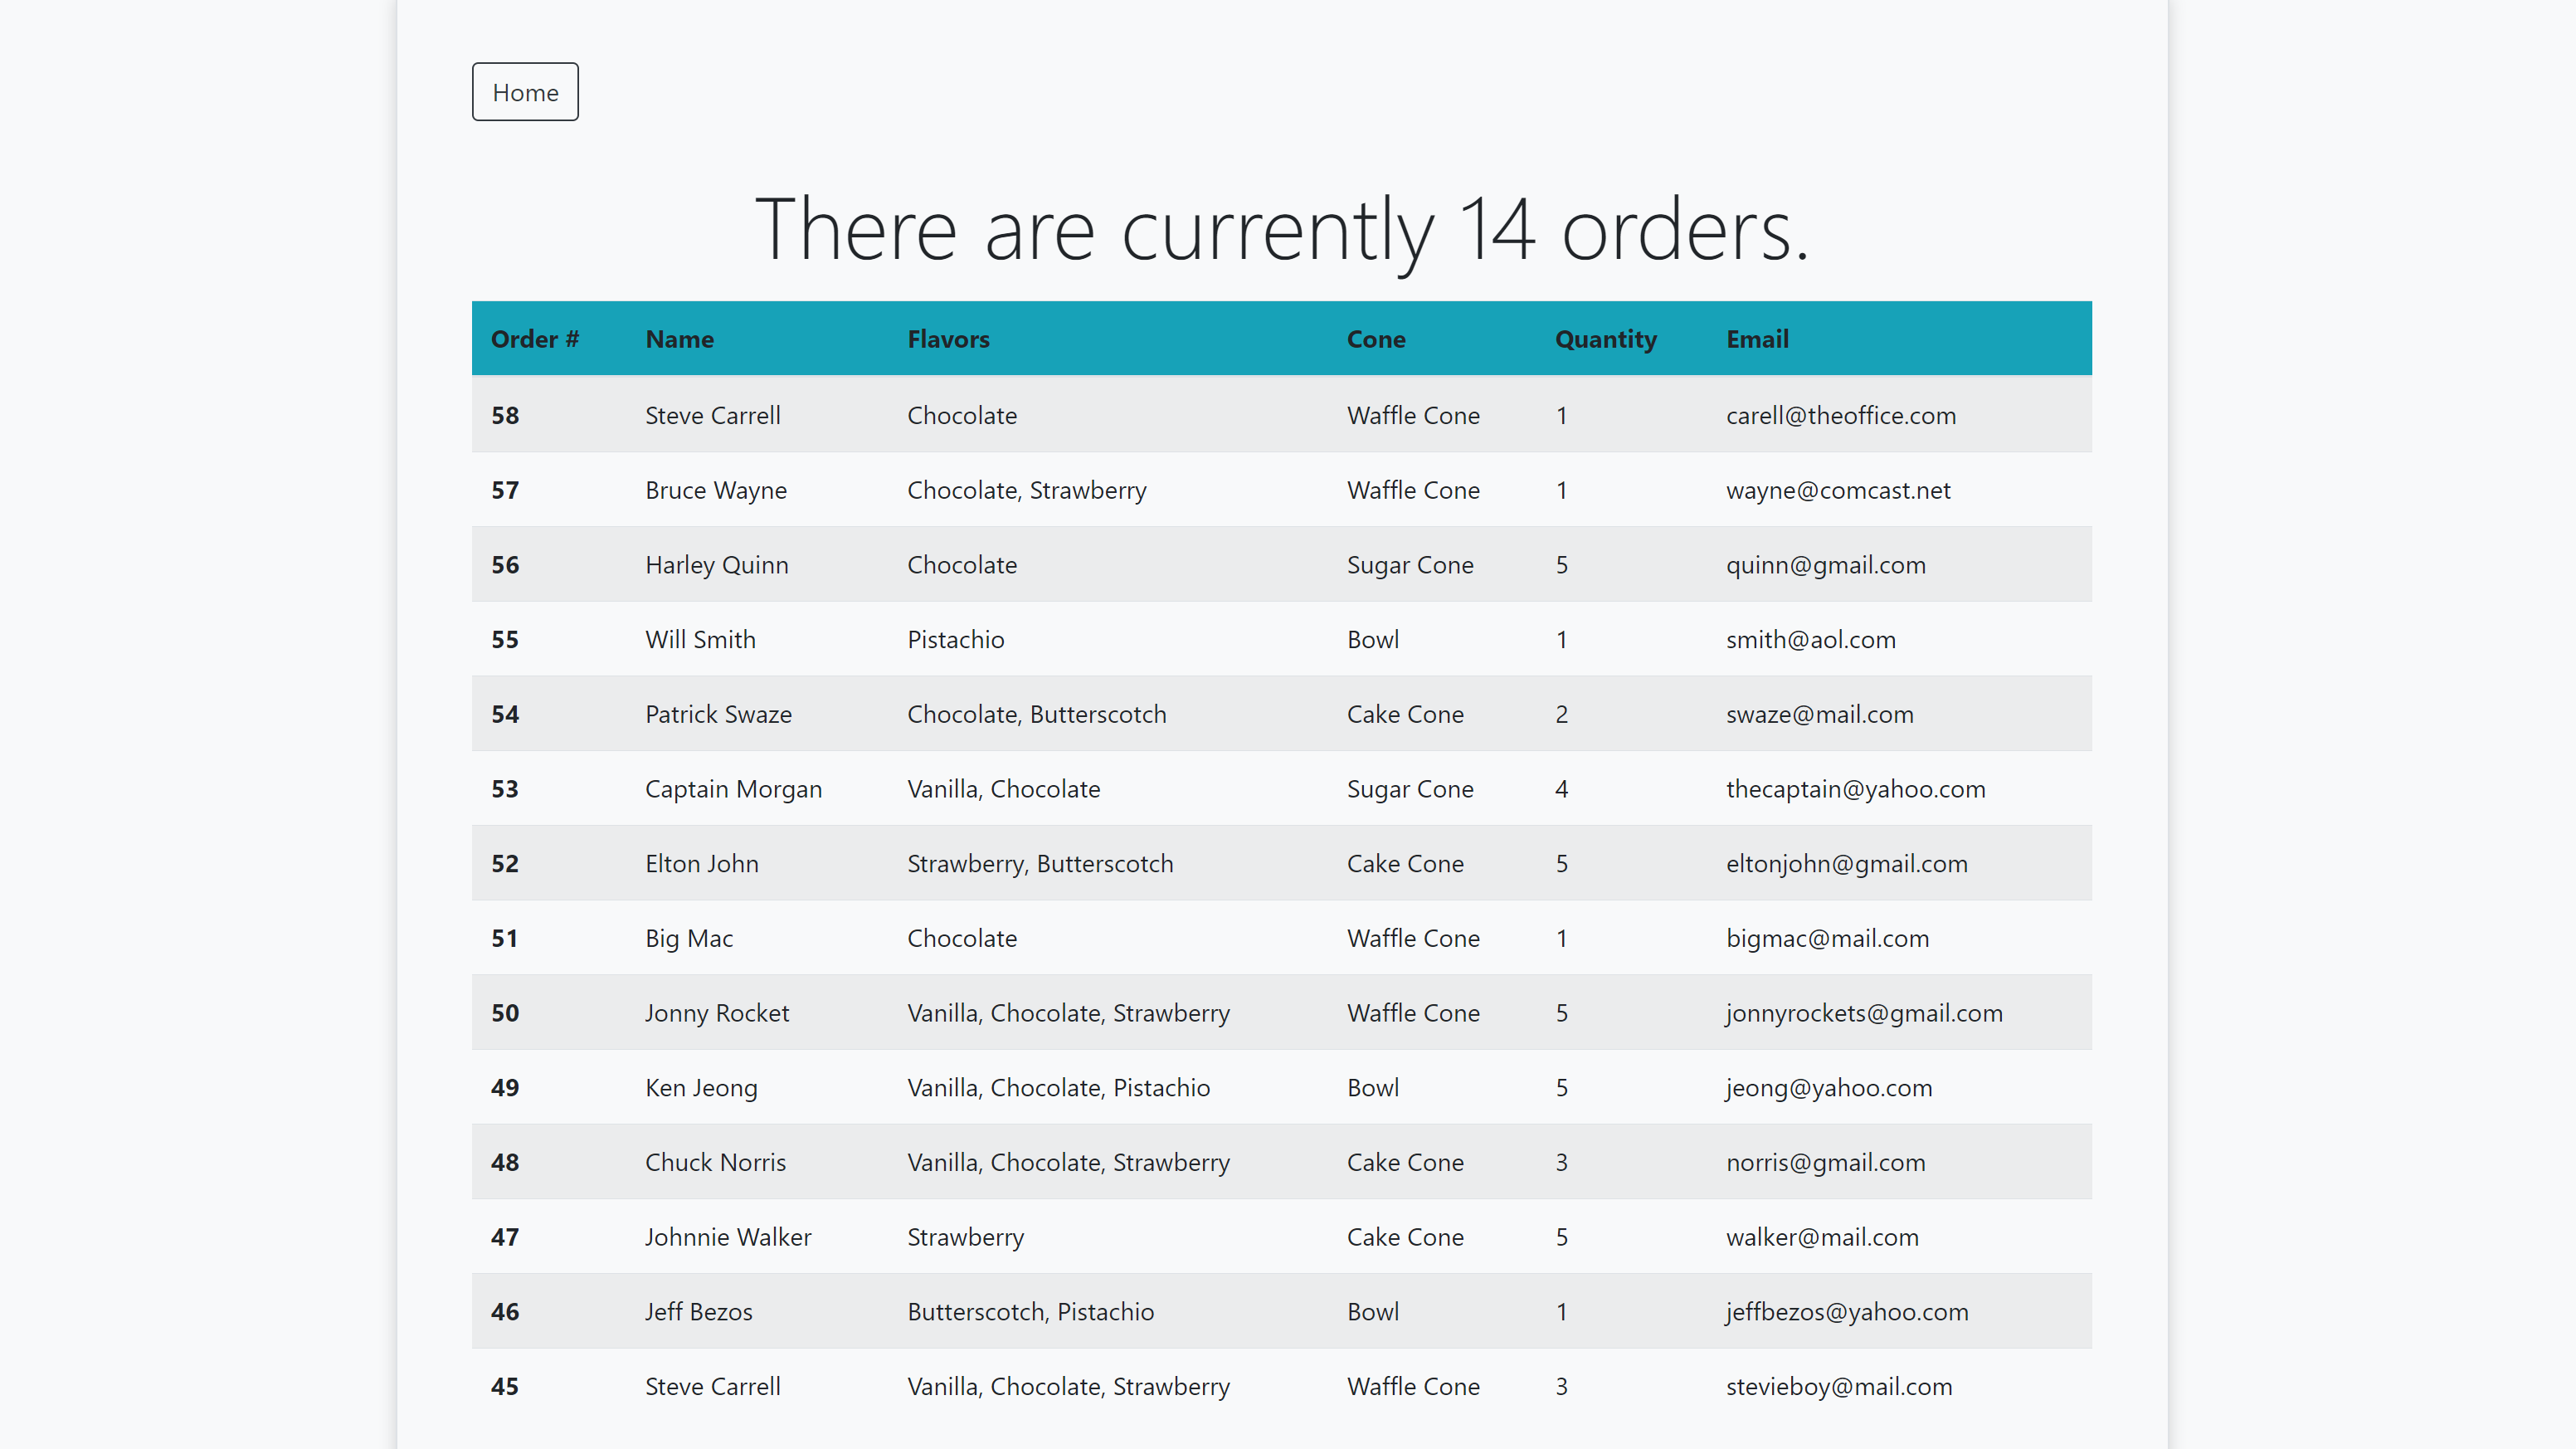 Home
There are currently 14 orders.
Order # Name Flavors Cone Quantity Email
58 Steve Carrell Chocolate Waffle Cone 1 carell@theoffice.com
57 Bruce Wayne Chocolate, Strawberry Waffle Cone 1 wayne@comcast.net
56 Harley Quinn Chocolate Sugar Cone 5 quinn@gmail.com
55 Will Smith Pistachio Bowl 1 smith@aol.com
54 Patrick Swaze Chocolate, Butterscotch Cake Cone 2 swaze@mail.com
53 Captain Morgan Vanilla, Chocolate Sugar Cone 4 thecaptain@yahoo.com
52 Elton John Strawberry, Butterscotch Cake Cone 5 eltonjohn@gmail.com
51 Big Mac Chocolate Waffle Cone 1 bigmac@mail.com
50 Jonny Rocket Vanilla, Chocolate, Strawberry Waffle Cone 5 jonnyrockets@gmail.com
49 Ken Jeong Vanilla, Chocolate, Pistachio Bowl 5 jeong@yahoo.com
48 Chuck Norris Vanilla, Chocolate, Strawberry Cake Cone 3 norris@gmail.com
47 Johnnie Walker Strawberry Cake Cone 5 walker@mail.com
46 Jeff Bezos Butterscotch, Pistachio Bowl 1 jeffbezos@yahoo.com
45 Steve Carrell Vanilla, Chocolate, Strawberry Waffle Cone 3 stevieboy@mail.com